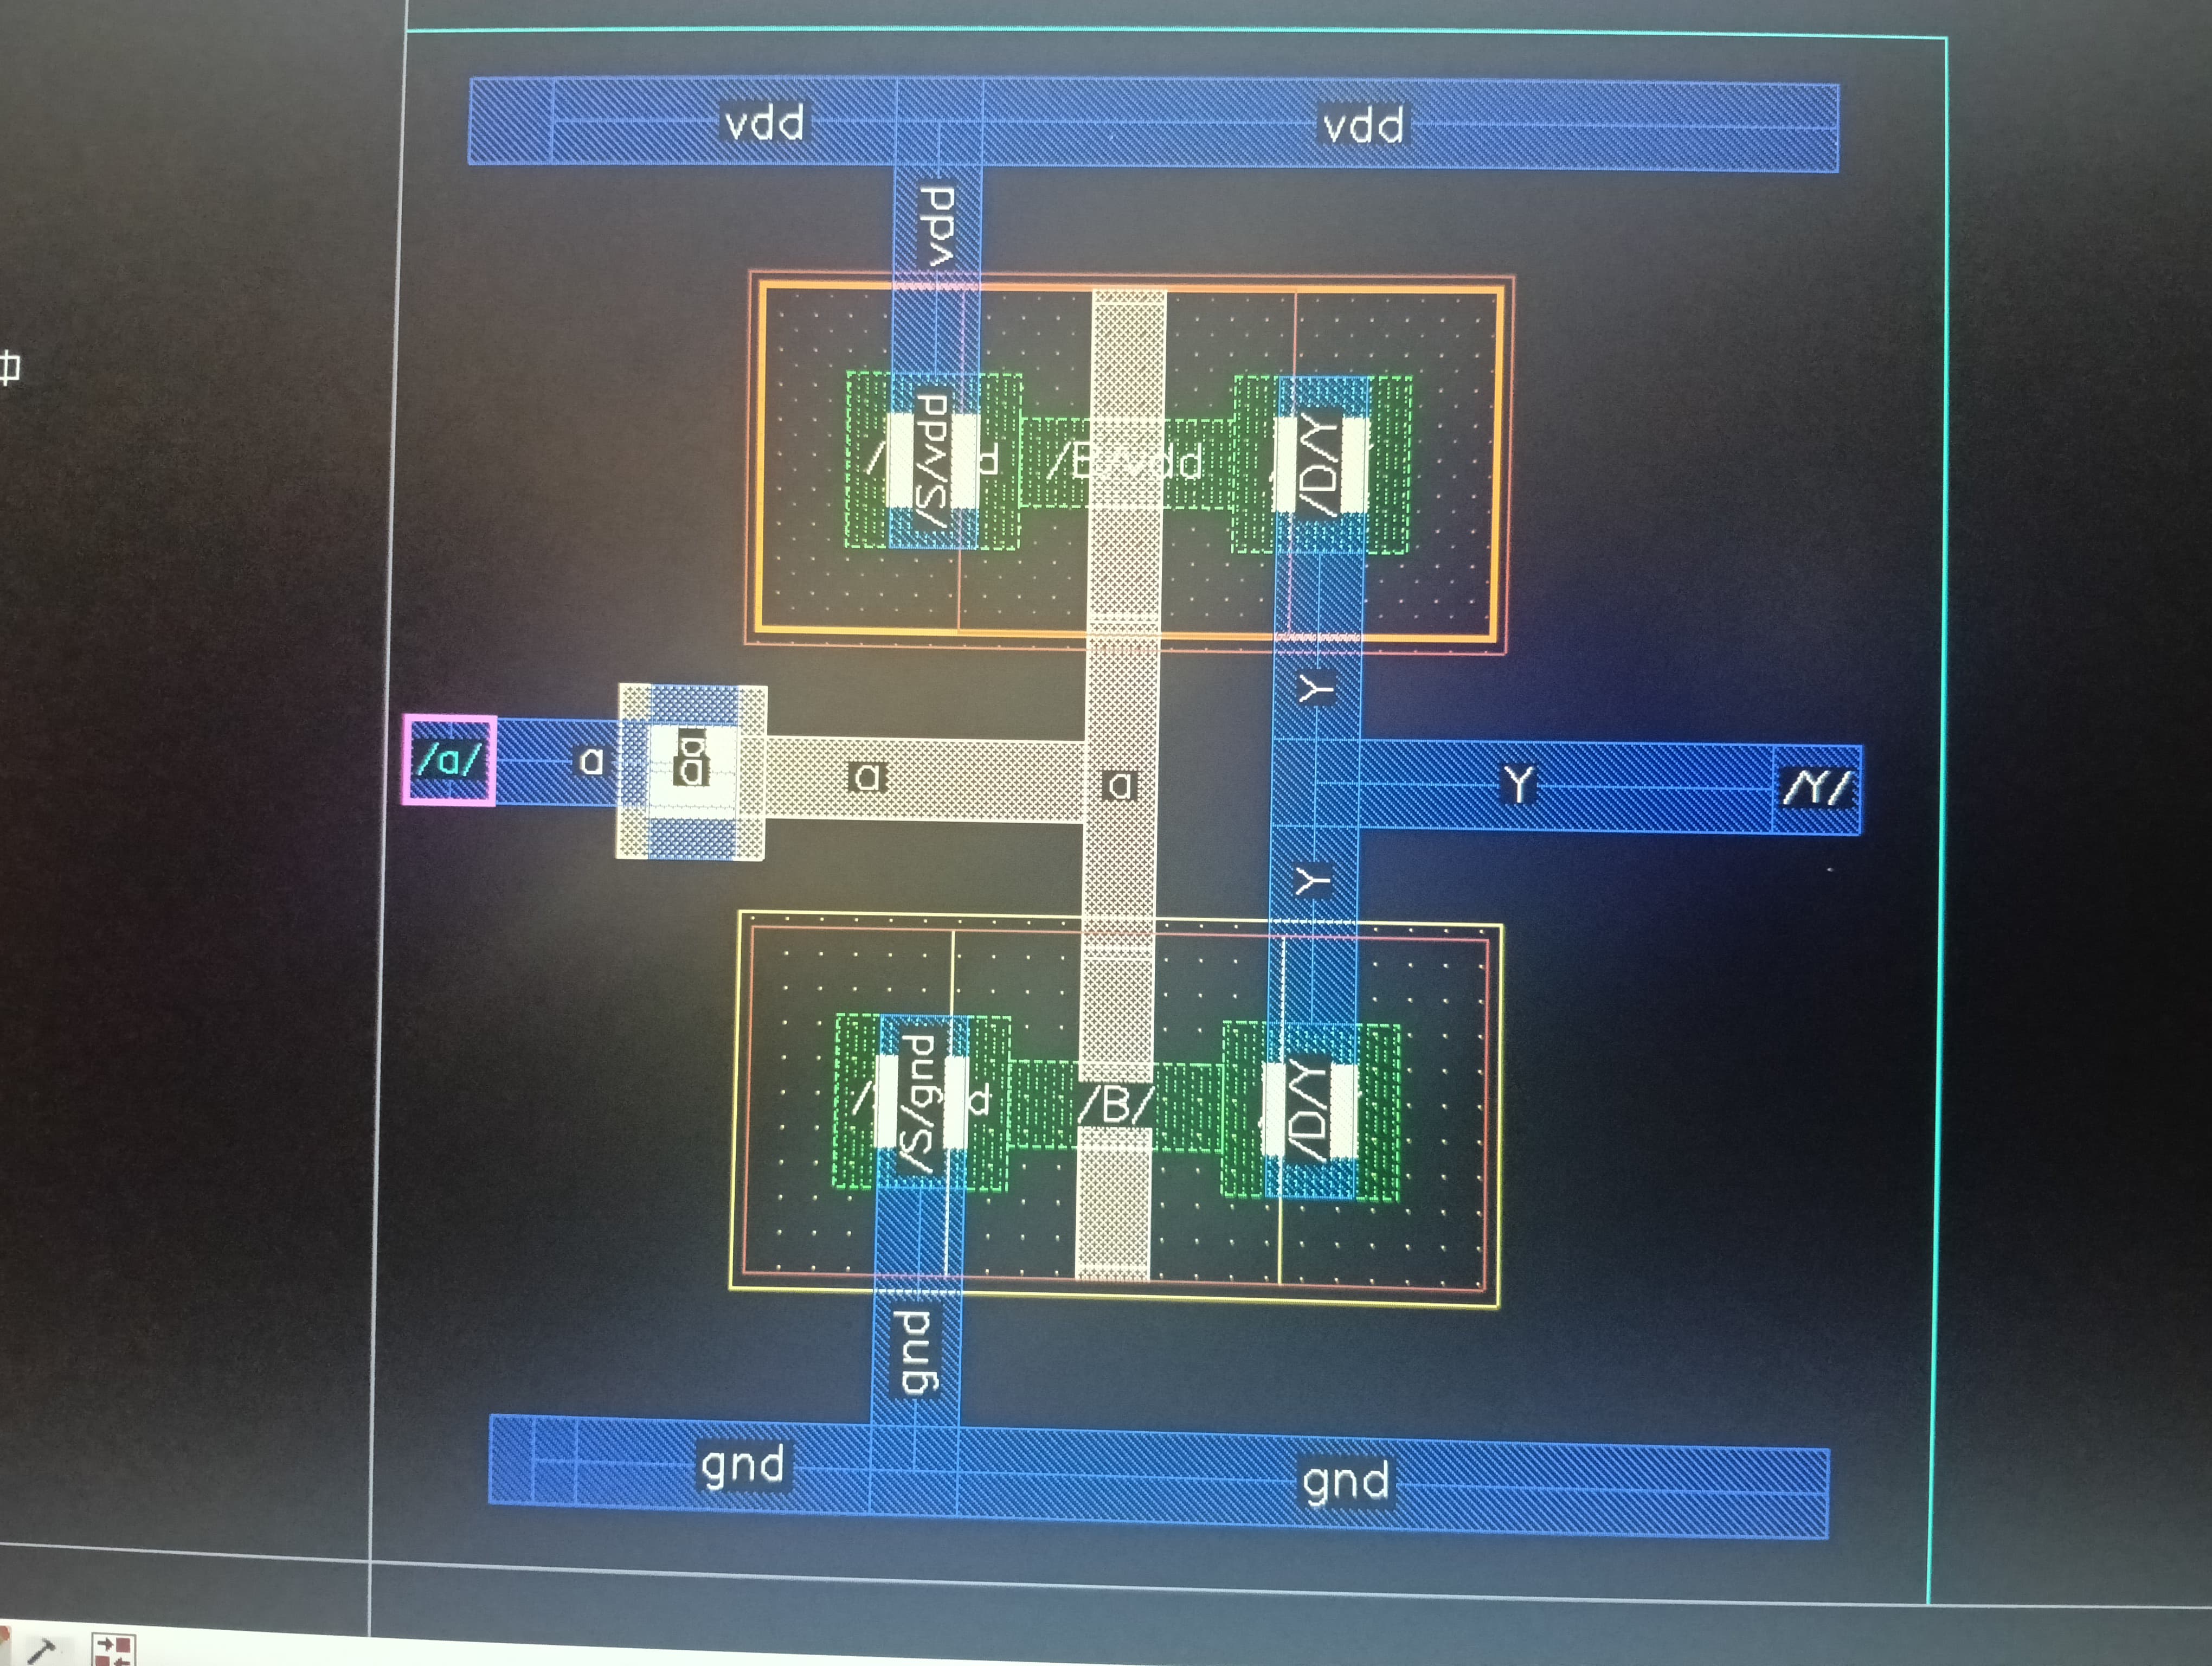 vdd vdd
vdd
/S/vdd
d
/B/vdd
/D/Y
Y
/a/ a a a a a Y /Y/
Y
/S/gnd
d
/B/
/D/Y
gnd
gnd gnd